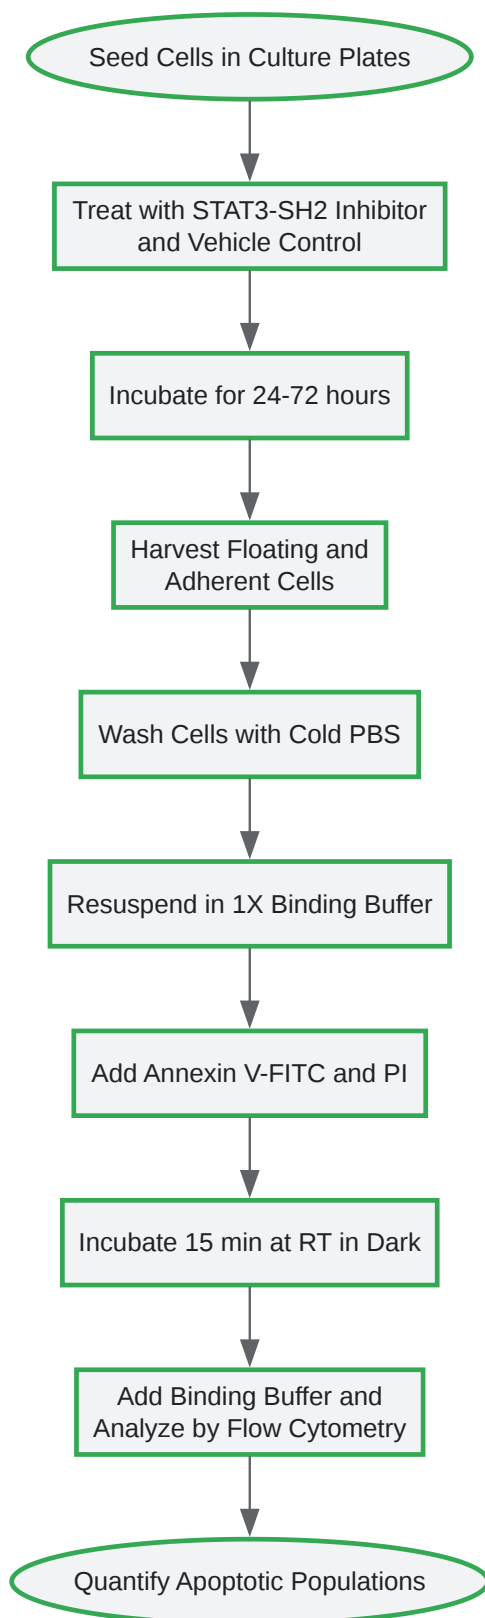 Seed Cells in Culture Plates
Treat with STAT3-SH2 Inhibitor
and Vehicle Control
Incubate for 24-72 hours
Harvest Floating and
Adherent Cells
Wash Cells with Cold PBS
Resuspend in 1X Binding Buffer
Add Annexin V-FITC and PI
Incubate 15 min at RT in Dark
Add Binding Buffer and
Analyze by Flow Cytometry
Quantify Apoptotic Populations